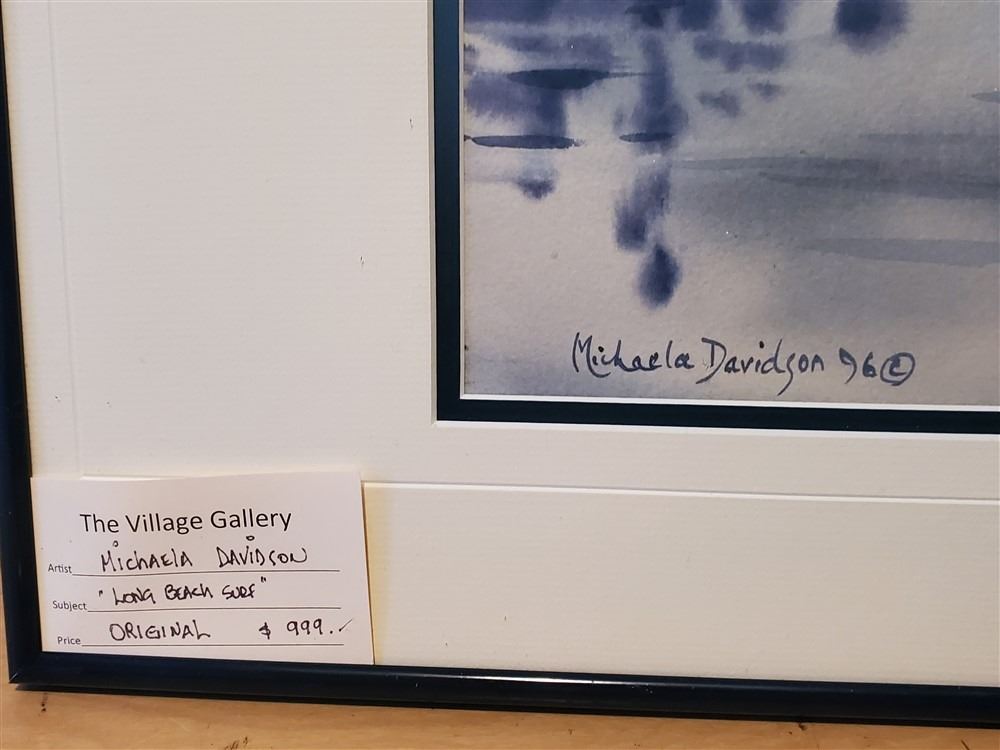 Michaela Davidson 96 ©
The Village Gallery
Artist Michaela Davidson
Subject "Long Beach Surf"
Price ORIGINAL $ 999.